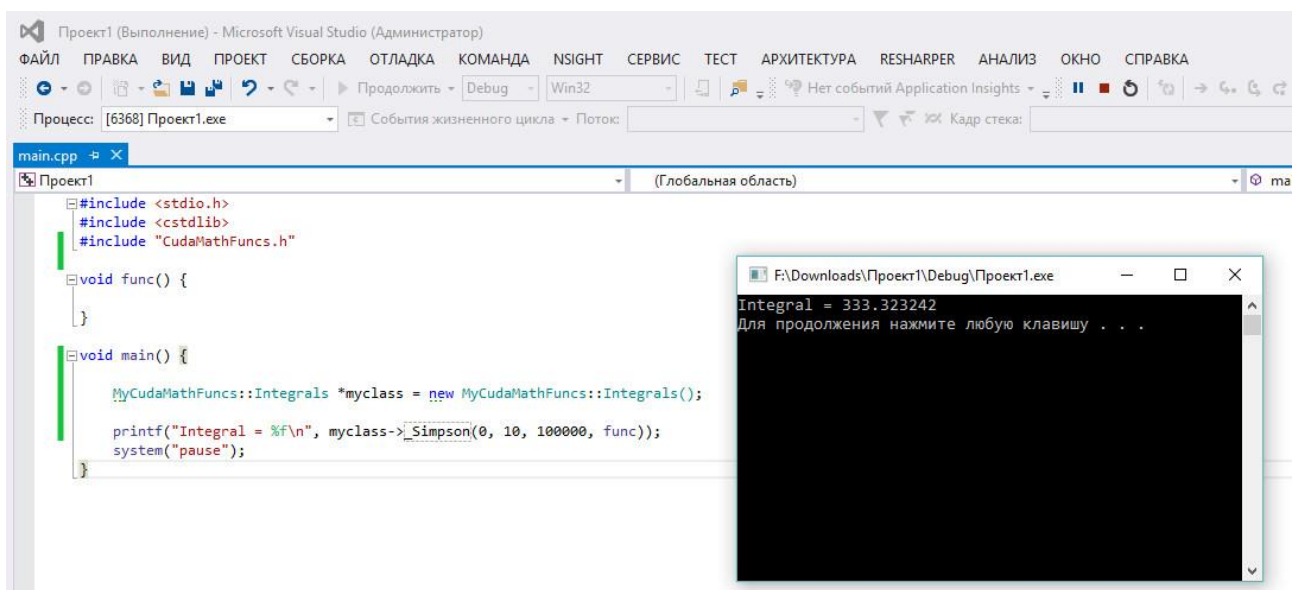 Проект1 (Выполнение) - Microsoft Visual Studio (Администратор)
ФАЙЛ ПРАВКА ВИД ПРОЕКТ СБОРКА ОТЛАДКА КОМАНДА NSIGHT СЕРВИС ТЕСТ АРХИТЕКТУРА RESHARPER АНАЛИЗ ОКНО СПРАВКА
Продолжить Debug Win32 Нет событий Application Insights
Процесс: [6368] Проект1.exe События жизненного цикла Поток: Кадр стека:
main.cpp
Проект1 (Глобальная область) ma
#include <stdio.h>
#include <cstdlib>
#include "CudaMathFuncs.h"
void func() {
}
void main() {
MyCudaMathFuncs::Integrals *myclass = new MyCudaMathFuncs::Integrals();
printf("Integral = %f\n", myclass->_Simpson(0, 10, 100000, func));
system("pause");
}
F:\Downloads\Проект1\Debug\Проект1.exe
Integral = 333.323242
Для продолжения нажмите любую клавишу . . .